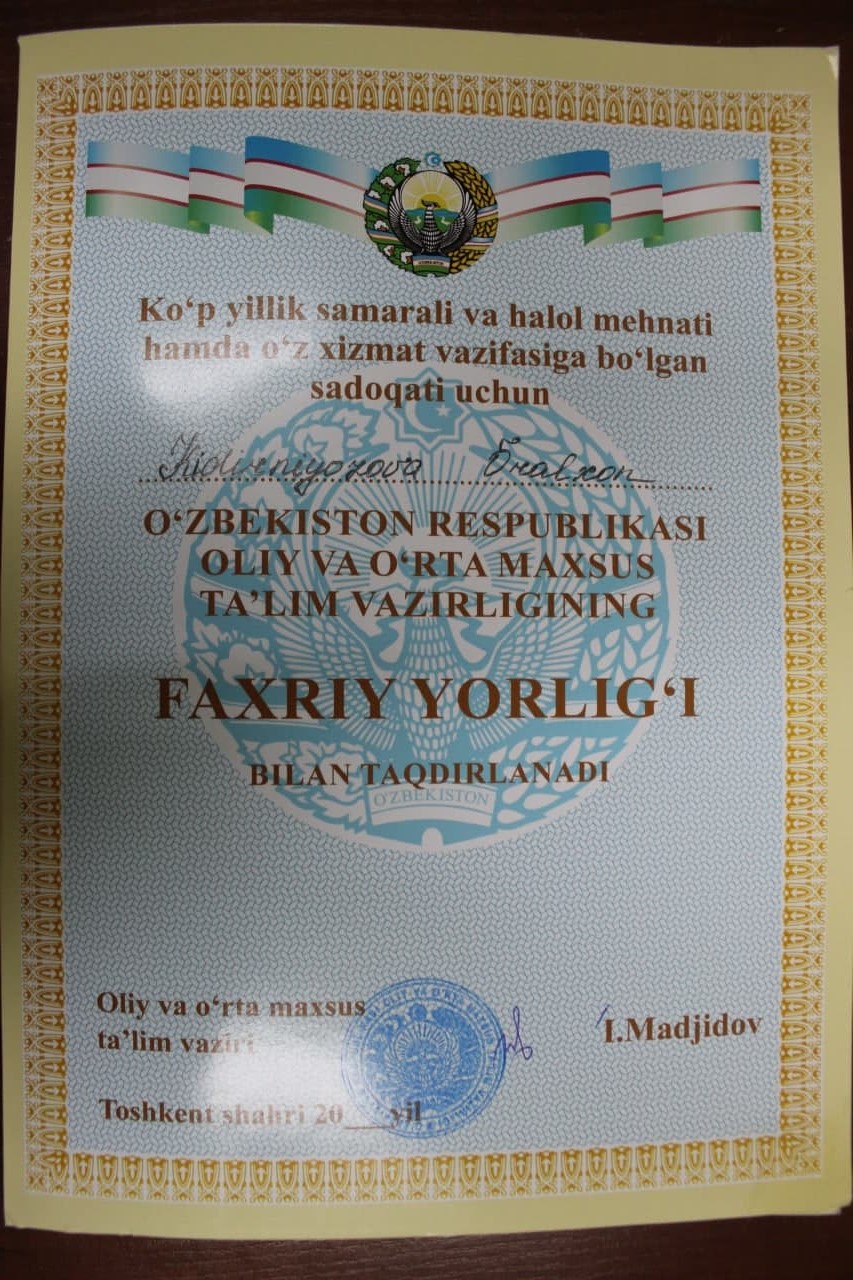 Ko‘p yillik samarali va halol mehnati
hamda o‘z xizmat vazifasiga bo‘lgan
sadoqati uchun
Xidirniyozova Oralxon
O‘ZBEKISTON RESPUBLIKASI
OLIY VA O‘RTA MAXSUS
TA’LIM VAZIRLIGINING
FAXRIY YORLIG‘I
BILAN TAQDIRLANADI
O‘ZBEKISTON
Oliy va o‘rta maxsus
ta’lim vaziri
I.Madjidov
Toshkent shahri 20___yil